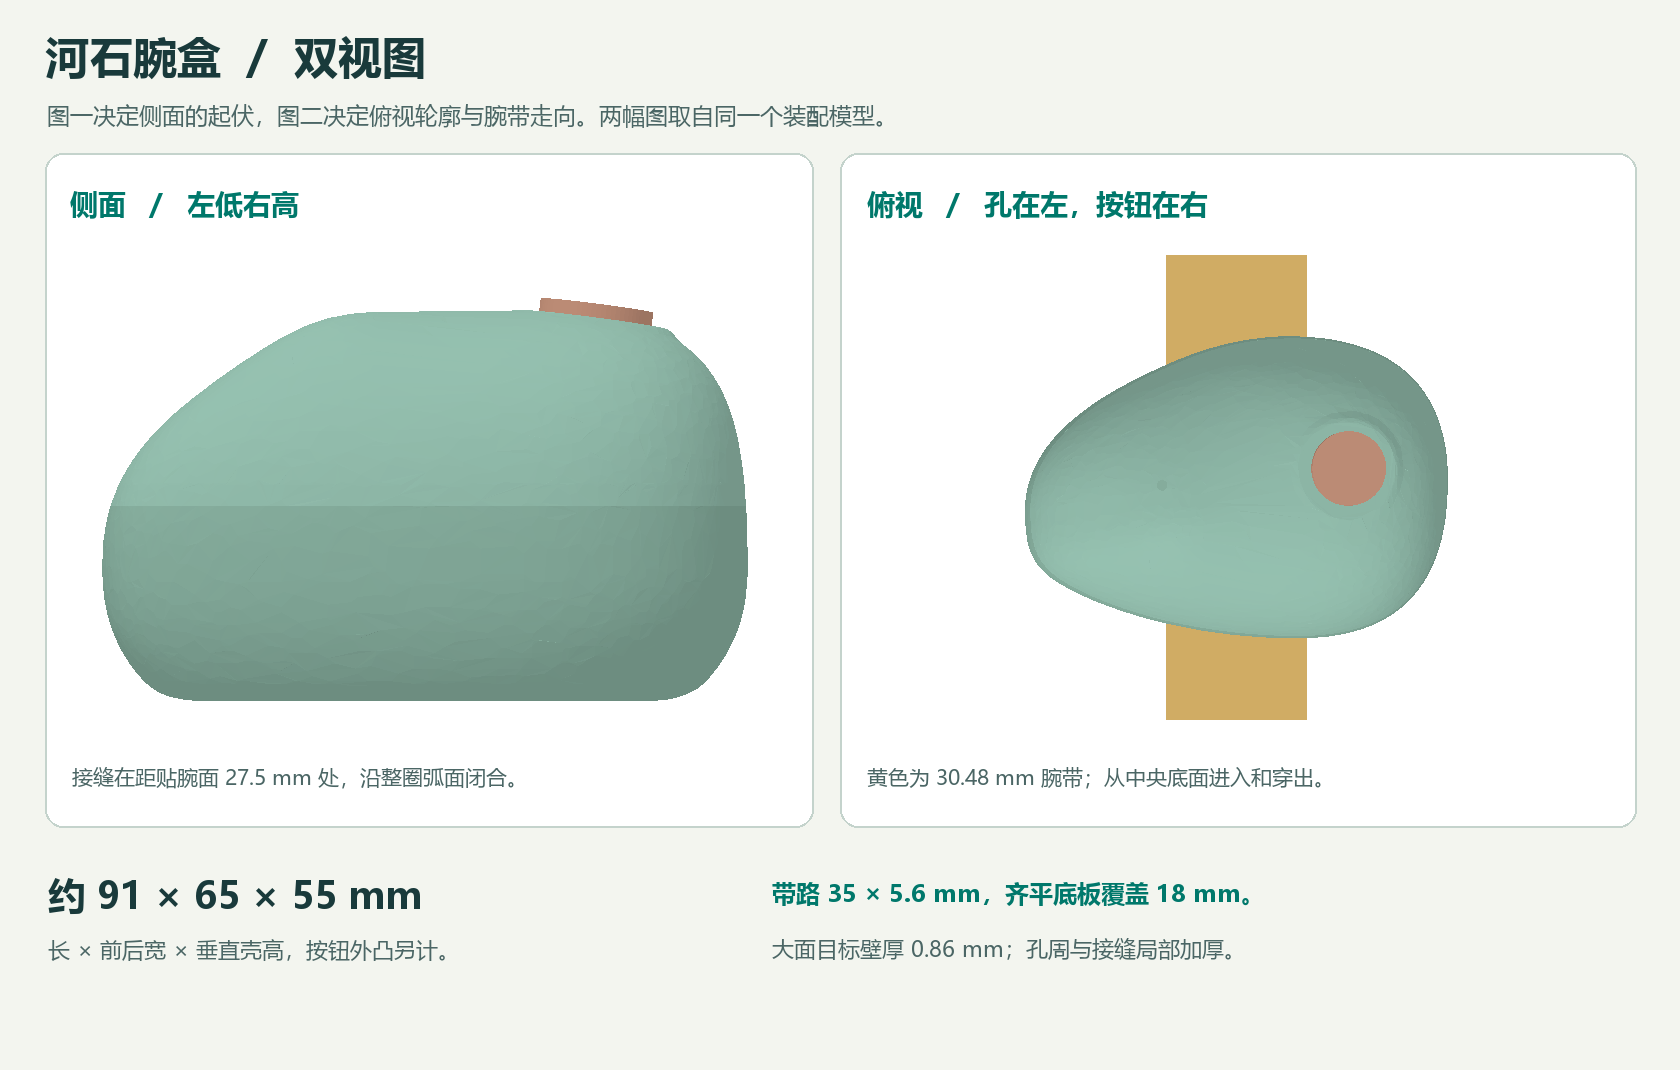 河石腕盒 / 双视图
图一决定侧面的起伏，图二决定俯视轮廓与腕带走向。两幅图取自同一个装配模型。
侧面 / 左低右高
俯视 / 孔在左，按钮在右
接缝在距贴腕面 27.5 mm 处，沿整圈弧面闭合。
黄色为 30.48 mm 腕带；从中央底面进入和穿出。
约 91 × 65 × 55 mm
长 × 前后宽 × 垂直壳高，按钮外凸另计。
带路 35 × 5.6 mm，齐平底板覆盖 18 mm。
大面目标壁厚 0.86 mm；孔周与接缝局部加厚。